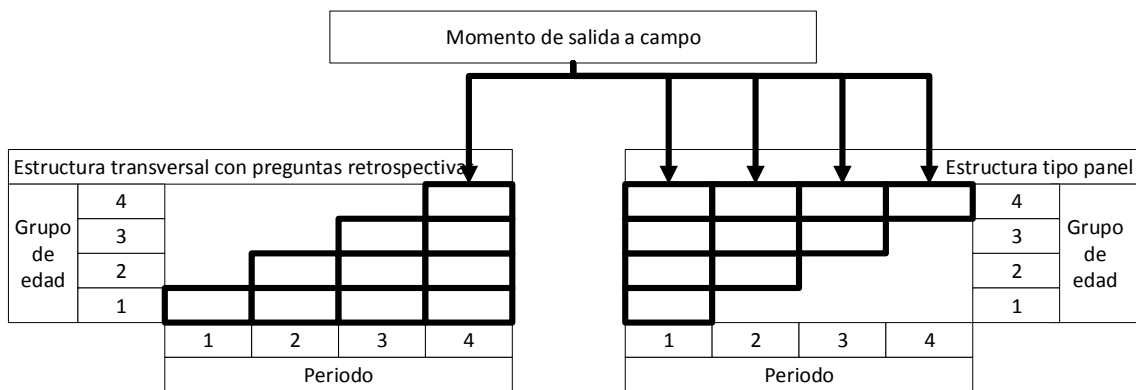 Momento de salida a campo
Estructura transversal con preguntas retrospectivas
Estructura tipo panel
Grupo
de
edad
4
3
2
1
1 2 3 4
Periodo
4
3
2
1
Grupo
de
edad
1 2 3 4
Periodo